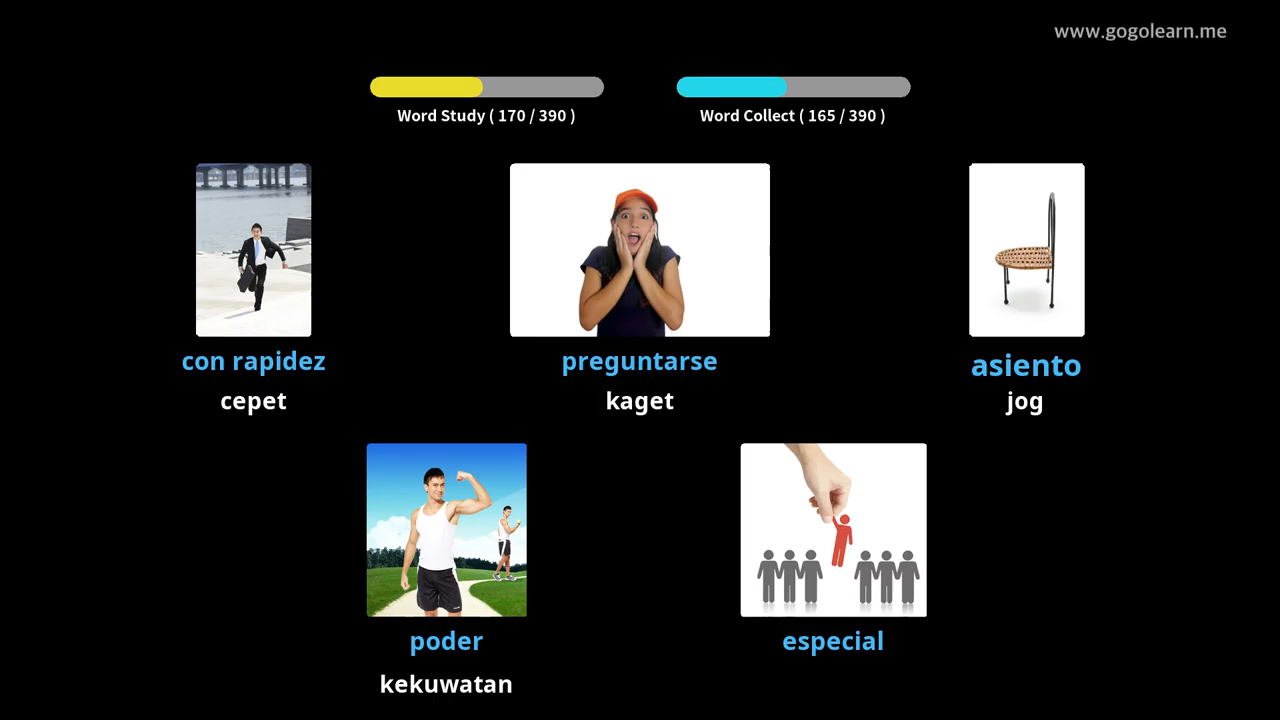 www.gogolearn.me
Word Study ( 170 / 390 )
Word Collect ( 165 / 390 )
con rapidez
cepet
preguntarse
kaget
asiento
jog
poder
kekuwatan
especial